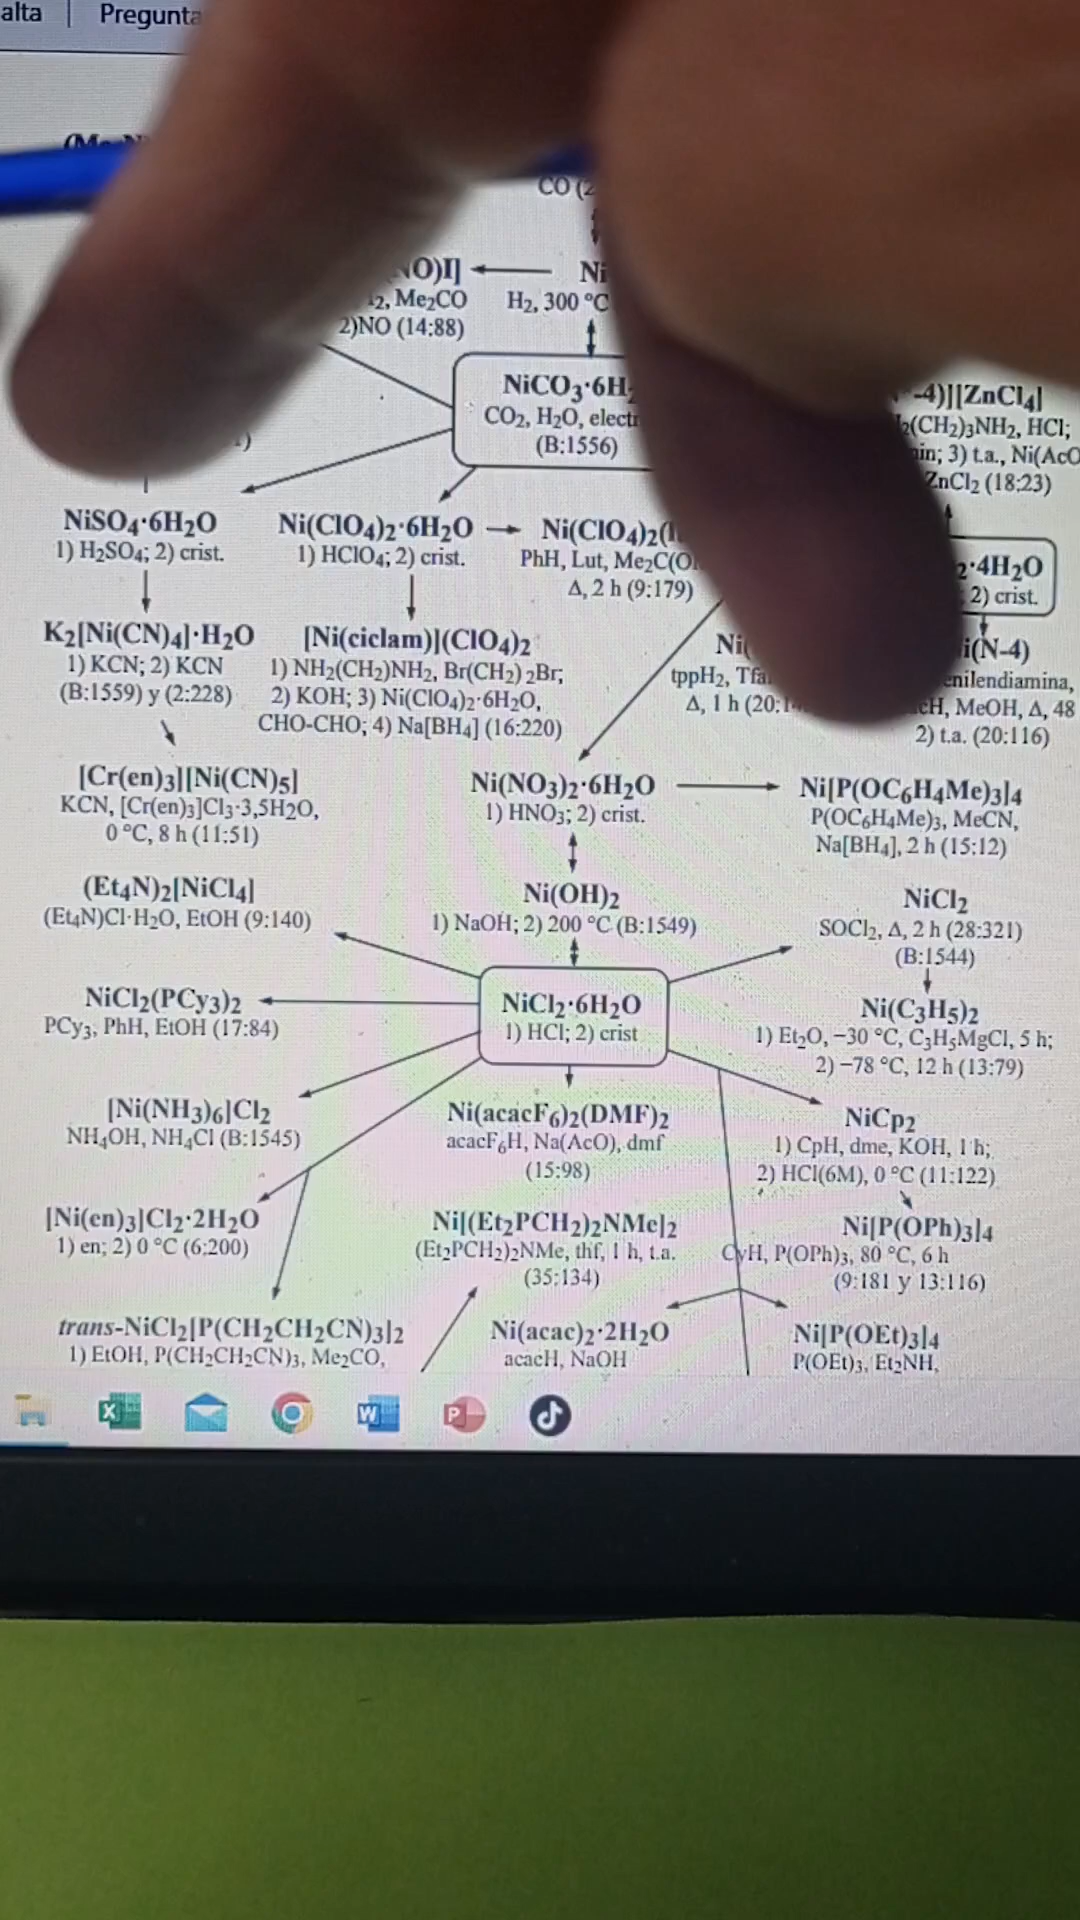 alta | Pregunta
CO
NO)I]
Me2CO
2)NO (14:88)
Ni
H2, 300 °C
NiCO3·6H
CO2, H2O,
(B:1556)
-4)][ZnCl4]
(CH2)3NH2, HCl;
3) t.a.,
ZnCl2 (18:23)
NiSO4·6H2O
1) H2SO4; 2) crist.
Ni(ClO4)2·6H2O
1) HClO4; 2) crist.
Ni(ClO4)2
PhH, Lut,
Δ, 2 h (9:179)
2·4H2O
2) crist.
K2[Ni(CN)4]·H2O
1) KCN; 2) KCN
(B:1559) y (2:228)
[Ni(ciclam)](ClO4)2
1) NH2(CH2)NH2, Br(CH2) 2Br;
2) KOH; 3) Ni(ClO4)2·6H2O,
CHO-CHO; 4) Na[BH4] (16:220)
Ni(
tppH2,
Δ, 1 h
i(N-4)
MeOH, Δ, 48
2) t.a. (20:116)
[Cr(en)3][Ni(CN)5]
KCN, [Cr(en)3]Cl3·3,5H2O,
0 °C, 8 h (11:51)
Ni(NO3)2·6H2O
1) HNO3; 2) crist.
Ni[P(OC6H4Me)3]4
P(OC6H4Me)3, MeCN,
Na[BH4], 2 h (15:12)
(Et4N)2[NiCl4]
(Et4N)Cl·H2O, EtOH (9:140)
Ni(OH)2
1) NaOH; 2) 200 °C (B:1549)
NiCl2
SOCl2, Δ, 2 h (28:321)
(B:1544)
NiCl2(PCy3)2
PCy3, PhH, EtOH (17:84)
NiCl2·6H2O
1) HCl; 2) crist
Ni(C3H5)2
1) Et2O, −30 °C, C3H5MgCl, 5 h;
2) −78 °C, 12 h (13:79)
[Ni(NH3)6]Cl2
NH4OH, NH4Cl (B:1545)
Ni(acacF6)2(DMF)2
acacF6H, Na(AcO), dmf
(15:98)
NiCp2
1) CpH, dme, KOH, 1 h;
2) HCl(6M), 0 °C (11:122)
[Ni(en)3]Cl2·2H2O
1) en; 2) 0 °C (6:200)
Ni[(Et2PCH2)2NMe]2
(Et2PCH2)2NMe, thf, 1 h, t.a.
(35:134)
Ni[P(OPh)3]4
CyH, P(OPh)3, 80 °C, 6 h
(9:181 y 13:116)
trans-NiCl2[P(CH2CH2CN)3]2
1) EtOH, P(CH2CH2CN)3, Me2CO,
Ni(acac)2·2H2O
acacH, NaOH
Ni[P(OEt)3]4
P(OEt)3, Et2NH,